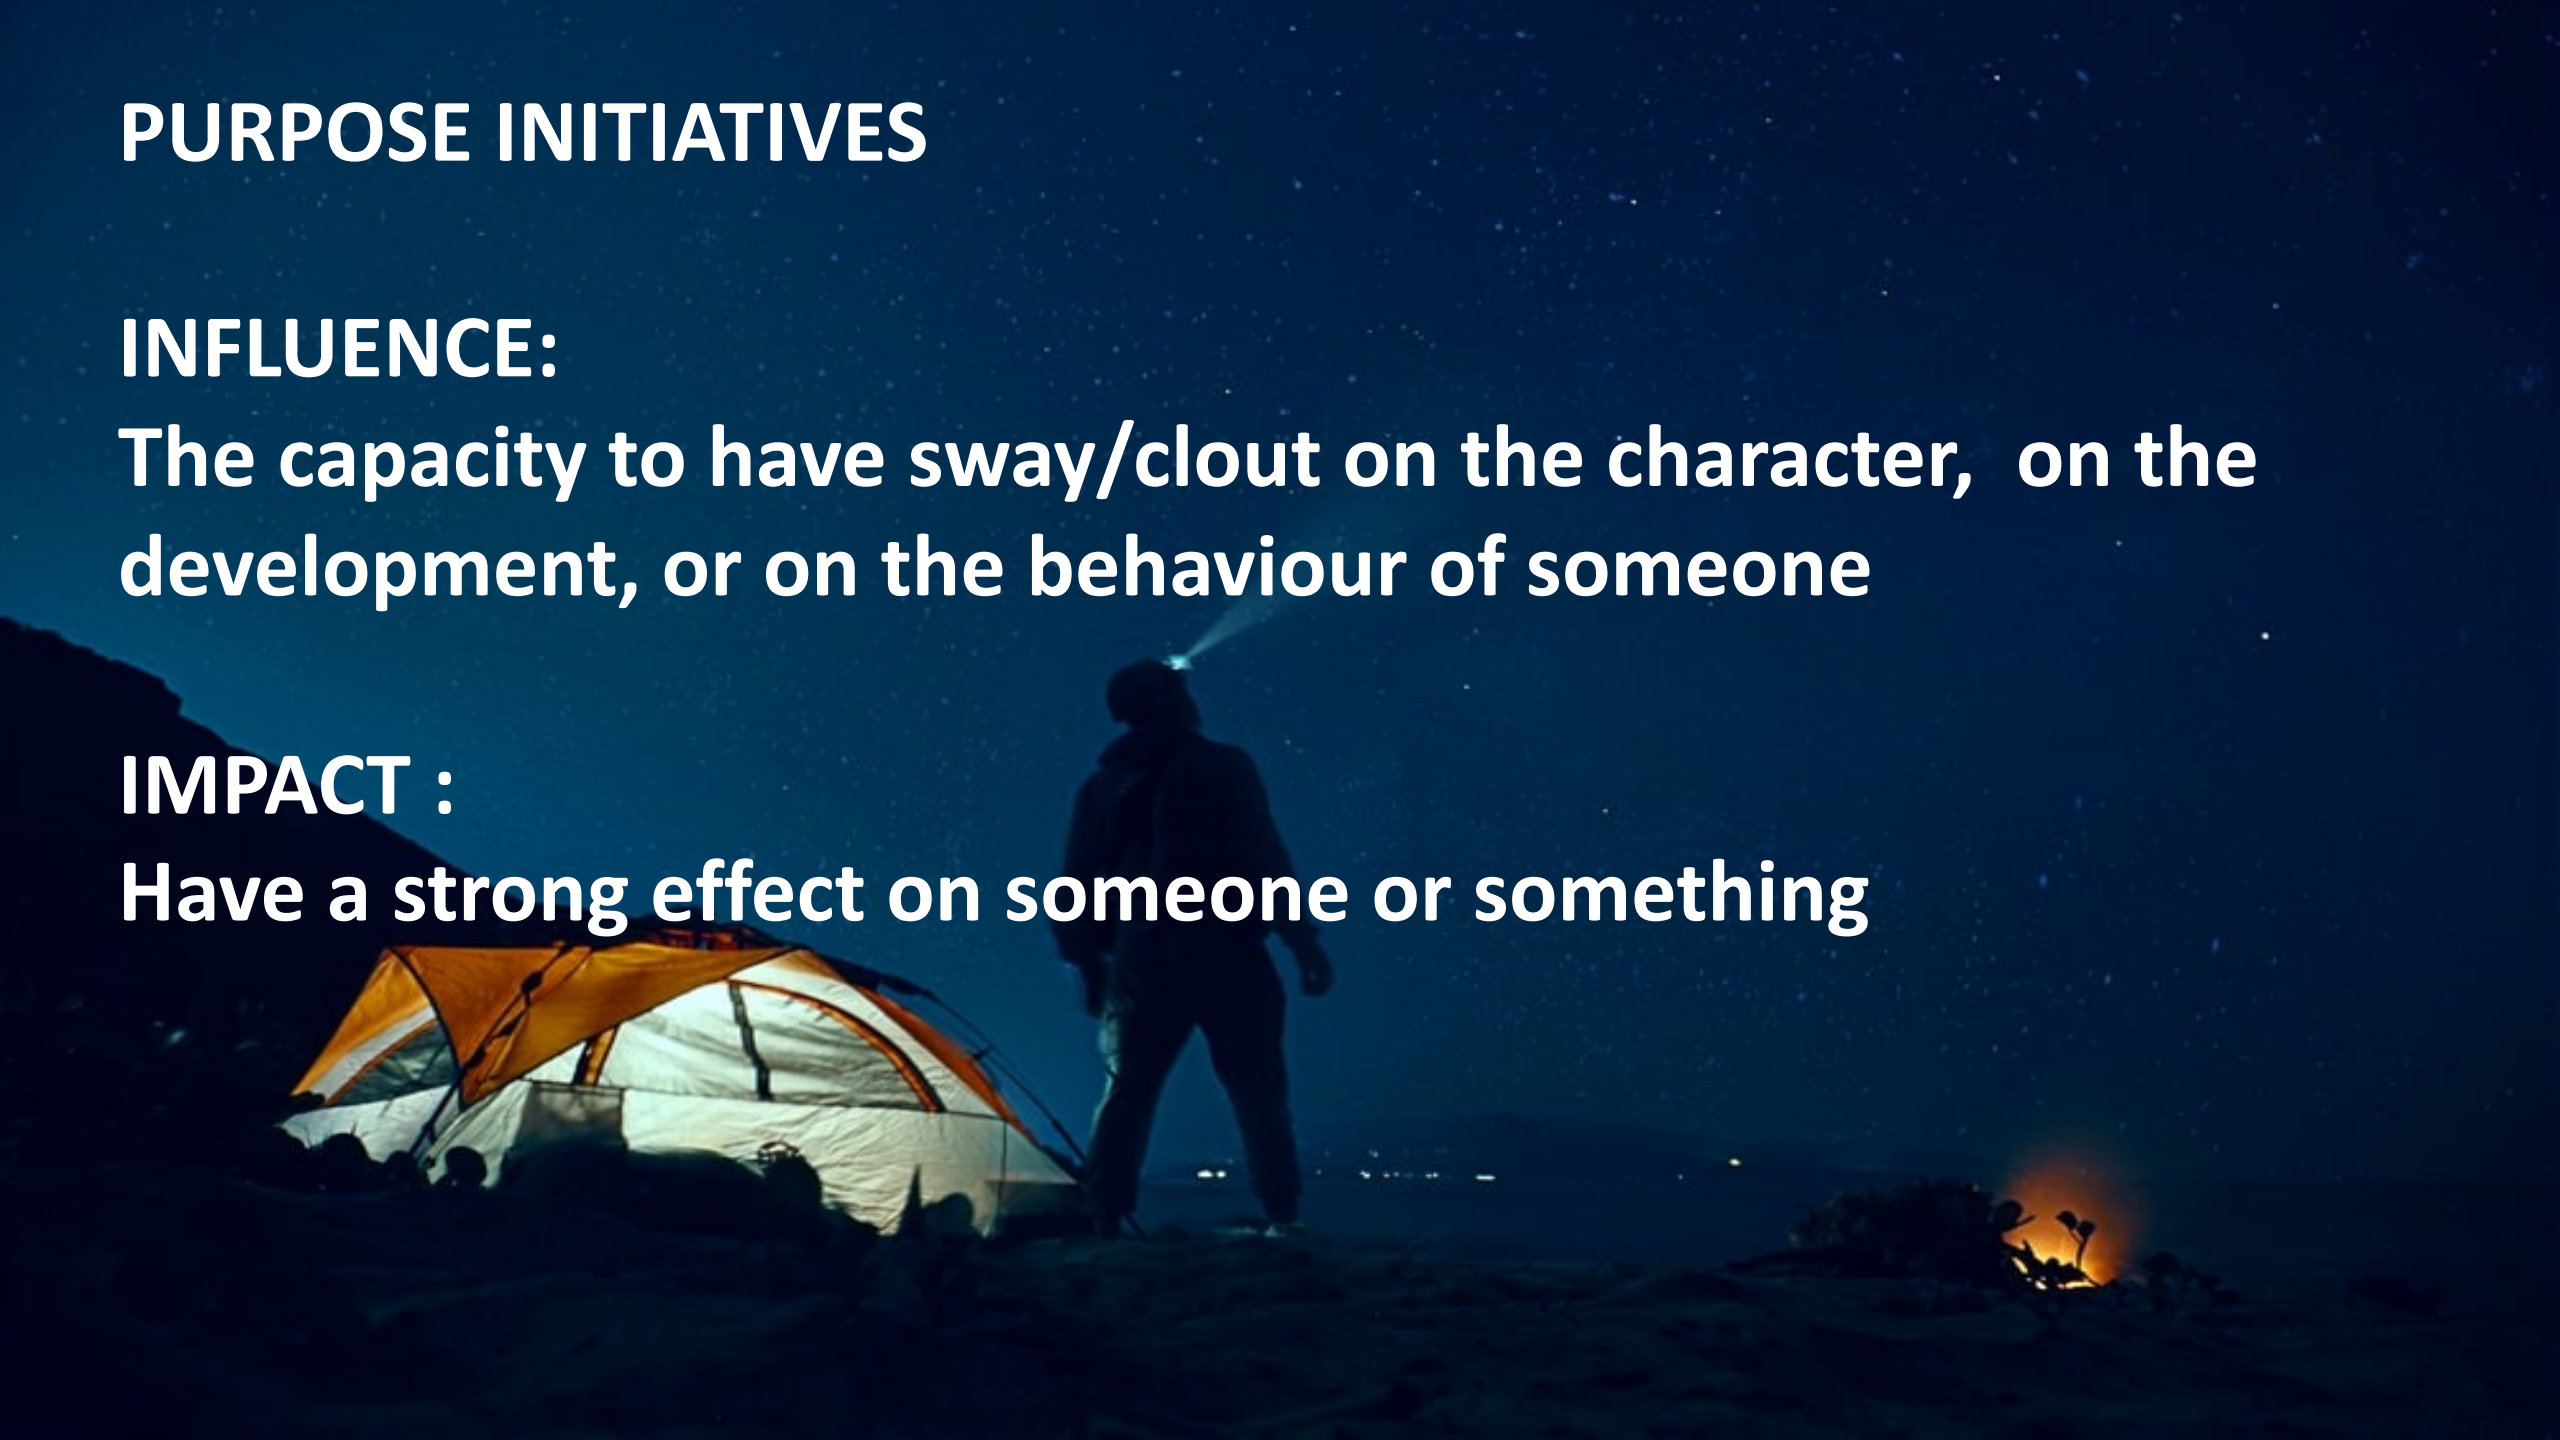 PURPOSE INITIATIVES
INFLUENCE:
The capacity to have sway/clout on the character,  on the
development, or on the behaviour of someone
IMPACT :
Have a strong effect on someone or something